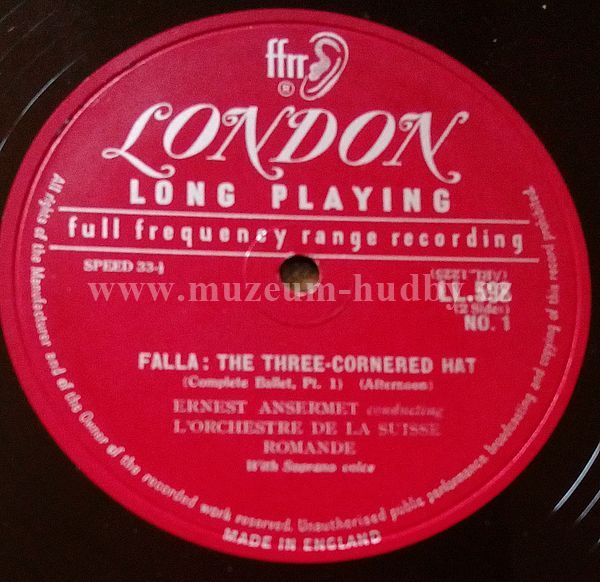 ffrr
®
LONDON
LONG PLAYING
full frequency range recording
SPEED 33⅓
(ARL 1225)
LL.598
(2 Sides)
NO. 1
www.muzeum-hudby.
FALLA: THE THREE-CORNERED HAT
(Complete Ballet, Pt. 1) (Afternoon)
ERNEST ANSERMET conducting
L'ORCHESTRE DE LA SUISSE
ROMANDE
With Soprano voice
All rights of the Manufacturer and of the Owner of the recorded work reserved. Unauthorised public performance, broadcasting and copying of this record prohibited.
MADE IN ENGLAND